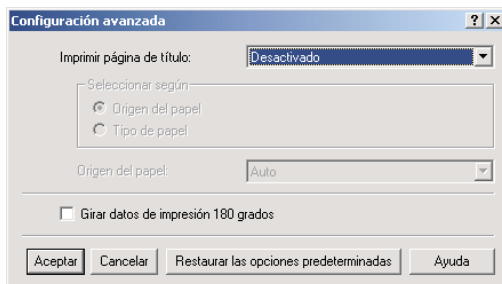 Configuración avanzada
Imprimir página de título: Desactivado
Seleccionar según
Origen del papel
Tipo de papel
Origen del papel: Auto
Girar datos de impresión 180 grados
Aceptar Cancelar Restaurar las opciones predeterminadas Ayuda